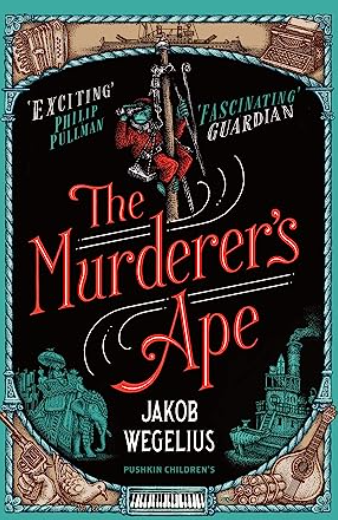 'EXCITING'
PHILIP
PULLMAN
'FASCINATING'
GUARDIAN
The
Murderer's
Ape
JAKOB
WEGELIUS
PUSHKIN CHILDREN'S